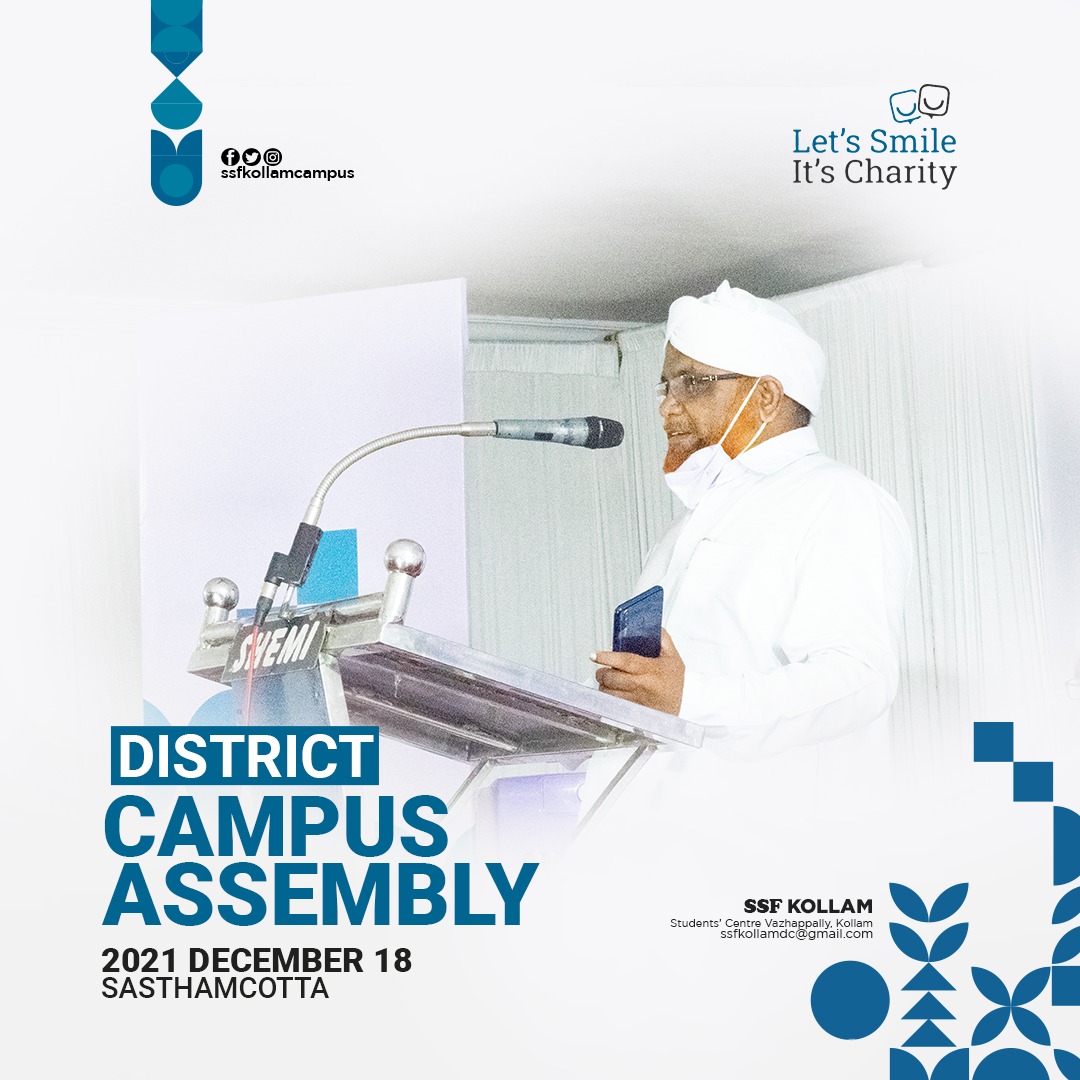 ssfkollamcampus
Let's Smile
It's Charity
SHEMI
DISTRICT
CAMPUS
ASSEMBLY
2021 DECEMBER 18
SASTHAMCOTTA
SSF KOLLAM
Students' Centre Vazhappally, Kollam
ssfkollamdc@gmail.com